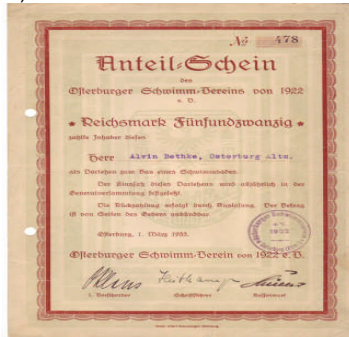 № 478
Anteil-Schein
des
Osterburger Schwimm-Vereins von 1922
e. V.
Reichsmark Fünfundzwanzig
zahlte Inhaber dieses
Herr Alvin Bethke, Osterburg Altm.
als Darlehen zum Bau eines Schwimmbades.
Der Zinssatz dieses Darlehens wird alljährlich in der
Generalversammlung festgesetzt.
Die Rückzahlung erfolgt durch Auslosung. Der Betrag
ist von Seiten des Gebers unkündbar.
Osterburg, 1. März 1933.
Osterburger Schwimm-Verein von 1922 e. V.
1. Vorsitzender Schriftführer Kassenwart
1922